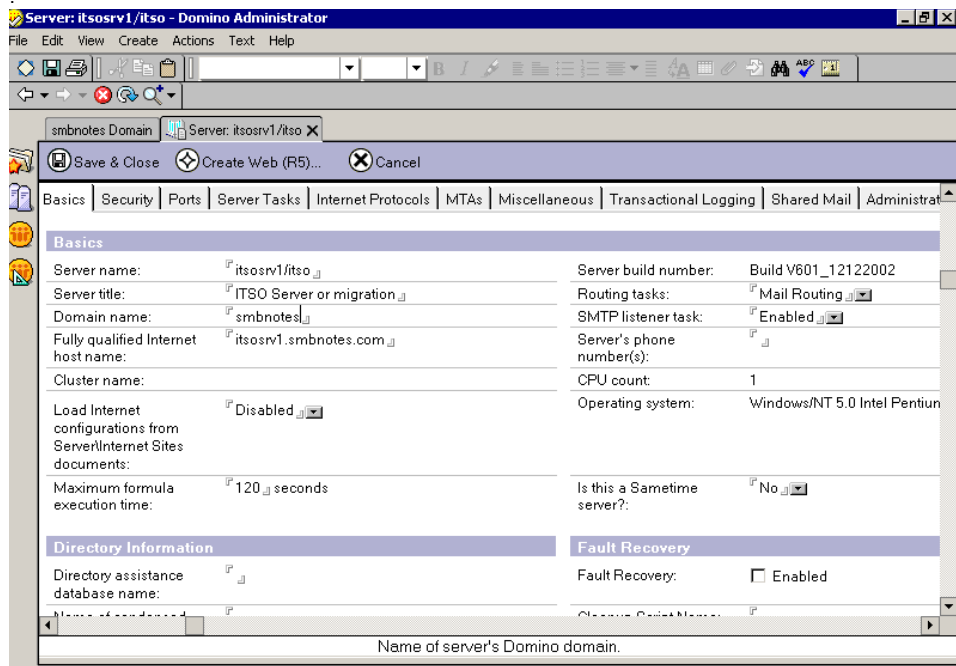 Server: itsosrv1/itso - Domino Administrator
File Edit View Create Actions Text Help
smbnotes Domain Server: itsosrv1/itso
Save & Close Create Web (R5)... Cancel
Basics Security Ports Server Tasks Internet Protocols MTAs Miscellaneous Transactional Logging Shared Mail Administrat
Basics
Server name: itsosrv1/itso Server build number: Build V601_12122002
Server title: ITSO Server or migration Routing tasks: Mail Routing
Domain name: smbnotes SMTP listener task: Enabled
Fully qualified Internet itsosrv1.smbnotes.com Server's phone
host name: number(s):
Cluster name: CPU count: 1
Load Internet Disabled Operating system: Windows/NT 5.0 Intel Pentium
configurations from
Server\Internet Sites
documents:
Maximum formula 120 seconds Is this a Sametime No
execution time: server?:
Directory Information Fault Recovery
Directory assistance Fault Recovery: Enabled
database name:
Name of server's Domino domain.